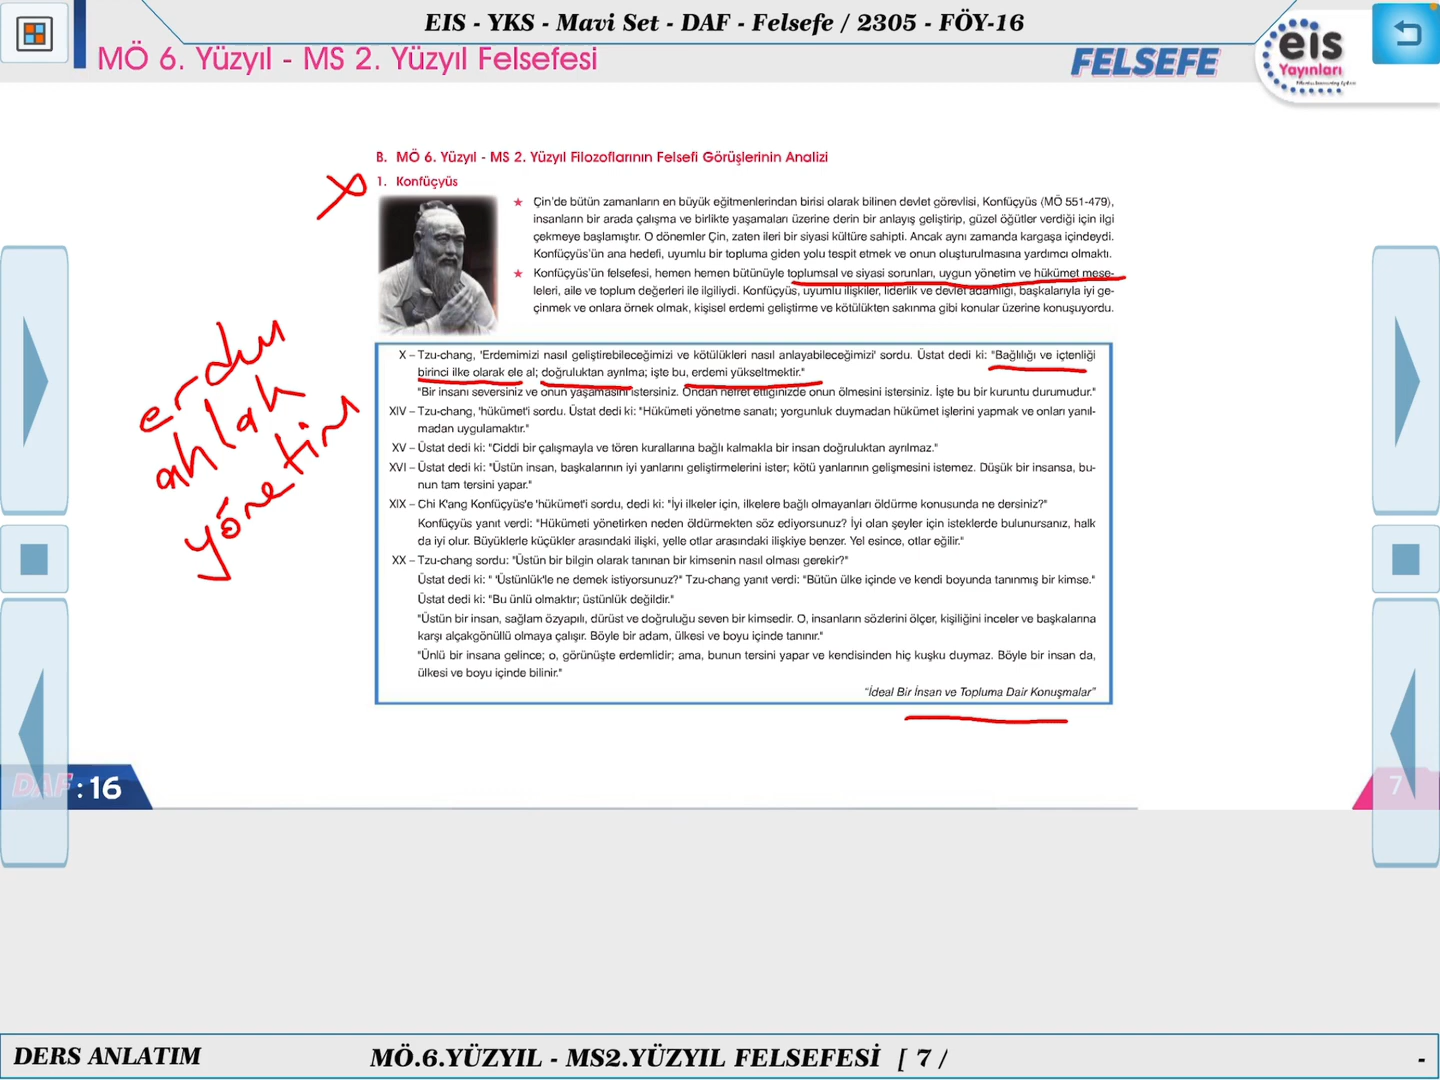 EIS - YKS - Mavi Set - DAF - Felsefe / 2305 - FÖY-16
MÖ 6. Yüzyıl - MS 2. Yüzyıl Felsefesi
FELSEFE
eis
Yayınları
B. MÖ 6. Yüzyıl - MS 2. Yüzyıl Filozoflarının Felsefi Görüşlerinin Analizi
1. Konfüçyüs
★ Çin'de bütün zamanların en büyük eğitmenlerindan birisi olarak bilinen devlet görevlisi, Konfüçyüs (MÖ 551-479),
insanların bir arada çalışma ve birlikte yaşamaları üzerine derin bir anlayış geliştirip, güzel öğütler verdiği için ilgi
çekmeye başlamıştır. O dönemler Çin, zaten ileri bir siyasi kültüre sahipti. Ancak aynı zamanda kargaşa içindeydi.
Konfüçyüs'ün ana hedefi, uyumlu bir topluma giden yolu tespit etmek ve onun oluşturulmasına yardımcı olmaktı.
★ Konfüçyüs'ün felsefesi, hemen hemen bütünüyle toplumsal ve siyasi sorunları, uygun yönetim ve hükümet mese-
leleri, aile ve toplum değerleri ile ilgiliydi. Konfüçyüs, uyumlu ilişkiler, liderlik ve devlet adamlığı, başkalarıyla iyi ge-
çinmek ve onlara örnek olmak, kişisel erdemi geliştirme ve kötülükten sakınma gibi konular üzerine konuşuyordu.
erdem
ahlak
yönetim
X – Tzu-chang, 'Erdemimizi nasıl geliştirebileceğimizi ve kötülükleri nasıl anlayabileceğimizi' sordu. Üstat dedi ki: "Bağlılığı ve içtenliği
birinci ilke olarak ele al; doğruluktan ayrılma; işte bu, erdemi yükseltmektir."
"Bir insanı severseniz ve onun yaşamasını istersiniz. Ondan nefret ettiğinizde onun ölmesini istersiniz. İşte bu bir kuruntu durumudur."
XIV – Tzu-chang, 'hükümet'i sordu. Üstat dedi ki: "Hükümeti yönetme sanatı; yorgunluk duymadan hükümet işlerini yapmak ve onları yanıl-
madan uygulamaktır."
XV – Üstat dedi ki: "Ciddi bir çalışmayla ve tören kurallarına bağlı kalmakla bir insan doğruluktan ayrılmaz."
XVI – Üstat dedi ki: "Üstün insan, başkalarının iyi yanlarını geliştirmelerini ister; kötü yanlarının gelişmesini istemez. Düşük bir insansa, bu-
nun tam tersini yapar."
XIX – Chi K'ang Konfüçyüs'e 'hükümet'i sordu, dedi ki: "İyi ilkeler için, ilkelere bağlı olmayanları öldürme konusunda ne dersiniz?"
Konfüçyüs yanıt verdi: "Hükümeti yönetirken neden öldürmekten söz ediyorsunuz? İyi olan şeyler için isteklerde bulunursanız, halk
da iyi olur. Büyüklerle küçükler arasındaki ilişki, yelle otlar arasındaki ilişkiye benzer. Yel esince, otlar eğilir."
XX – Tzu-chang sordu: "Üstün bir bilgin olarak tanınan bir kimsenin nasıl olması gerekir?"
Üstat dedi ki: " 'Üstünlük'le ne demek istiyorsunuz?" Tzu-chang yanıt verdi: "Bütün ülke içinde ve kendi boyunda tanınmış bir kimse."
Üstat dedi ki: "Bu ünlü olmaktır; üstünlük değildir."
"Üstün bir insan, sağlam özyapılı, dürüst ve doğruluğu seven bir kimsedir. O, insanların sözlerini ölçer, kişiliğini inceler ve başkalarına
karşı alçakgönüllü olmaya çalışır. Böyle bir adam, ülkesi ve boyu içinde tanınır."
"Ünlü bir insana gelince; o, görünüşte erdemlidir; ama, bunun tersini yapar ve kendisinden hiç kuşku duymaz. Böyle bir insan da,
ülkesi ve boyu içinde bilinir."
"İdeal Bir İnsan ve Topluma Dair Konuşmalar"
DAF : 16
7
DERS ANLATIM
MÖ.6.YÜZYIL - MS2.YÜZYIL FELSEFESİ [ 7 /
-